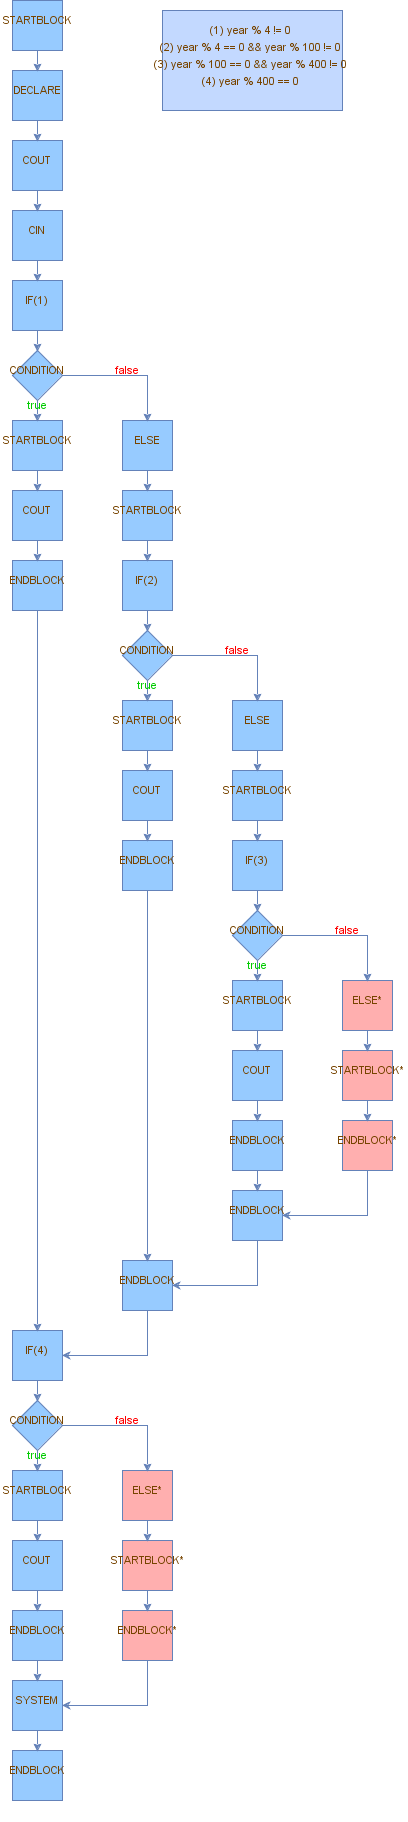 STARTBLOCK
(1) year % 4 != 0
(2) year % 4 == 0 && year % 100 != 0
(3) year % 100 == 0 && year % 400 != 0
(4) year % 400 == 0
DECLARE
COUT
CIN
IF(1)
CONDITION
false
true
STARTBLOCK
ELSE
COUT
STARTBLOCK
ENDBLOCK
IF(2)
CONDITION
false
true
STARTBLOCK
ELSE
COUT
STARTBLOCK
ENDBLOCK
IF(3)
CONDITION
false
true
STARTBLOCK
ELSE*
COUT
STARTBLOCK*
ENDBLOCK
ENDBLOCK*
ENDBLOCK
ENDBLOCK
IF(4)
CONDITION
false
true
STARTBLOCK
ELSE*
COUT
STARTBLOCK*
ENDBLOCK
ENDBLOCK*
SYSTEM
ENDBLOCK